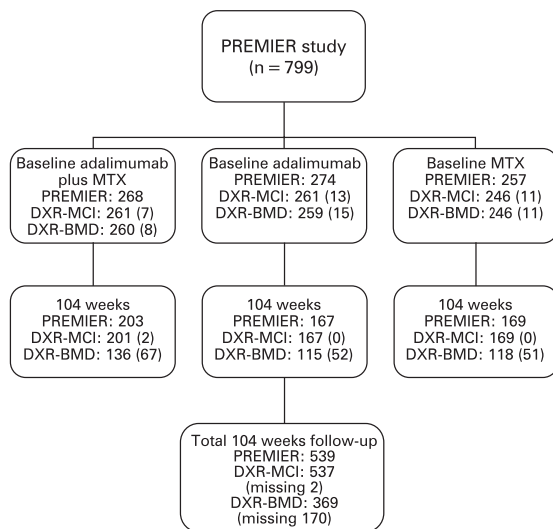 PREMIER study
(n = 799)
Baseline adalimumab
plus MTX
PREMIER: 268
DXR-MCI: 261 (7)
DXR-BMD: 260 (8)
Baseline adalimumab
PREMIER: 274
DXR-MCI: 261 (13)
DXR-BMD: 259 (15)
Baseline MTX
PREMIER: 257
DXR-MCI: 246 (11)
DXR-BMD: 246 (11)
104 weeks
PREMIER: 203
DXR-MCI: 201 (2)
DXR-BMD: 136 (67)
104 weeks
PREMIER: 167
DXR-MCI: 167 (0)
DXR-BMD: 115 (52)
104 weeks
PREMIER: 169
DXR-MCI: 169 (0)
DXR-BMD: 118 (51)
Total 104 weeks follow-up
PREMIER: 539
DXR-MCI: 537
(missing 2)
DXR-BMD: 369
(missing 170)